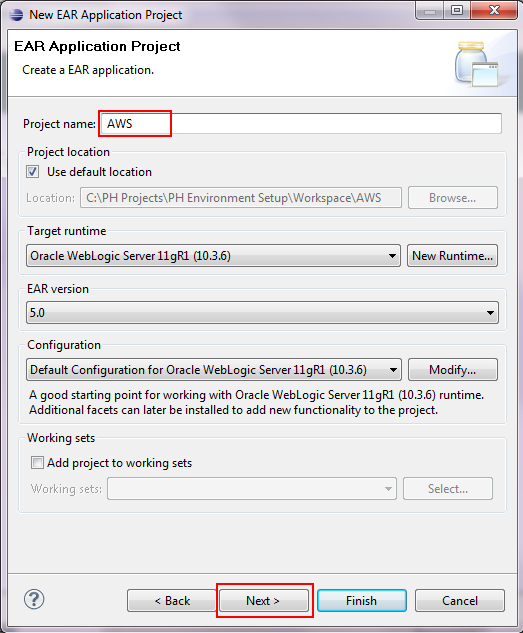 New EAR Application Project
EAR Application Project
Create a EAR application.
Project name: AWS
Project location
Use default location
Location: C:\PH Projects\PH Environment Setup\Workspace\AWS Browse...
Target runtime
Oracle WebLogic Server 11gR1 (10.3.6) New Runtime...
EAR version
5.0
Configuration
Default Configuration for Oracle WebLogic Server 11gR1 (10.3.6) Modify...
A good starting point for working with Oracle WebLogic Server 11gR1 (10.3.6) runtime.
Additional facets can later be installed to add new functionality to the project.
Working sets
Add project to working sets
Working sets: Select...
? < Back Next > Finish Cancel